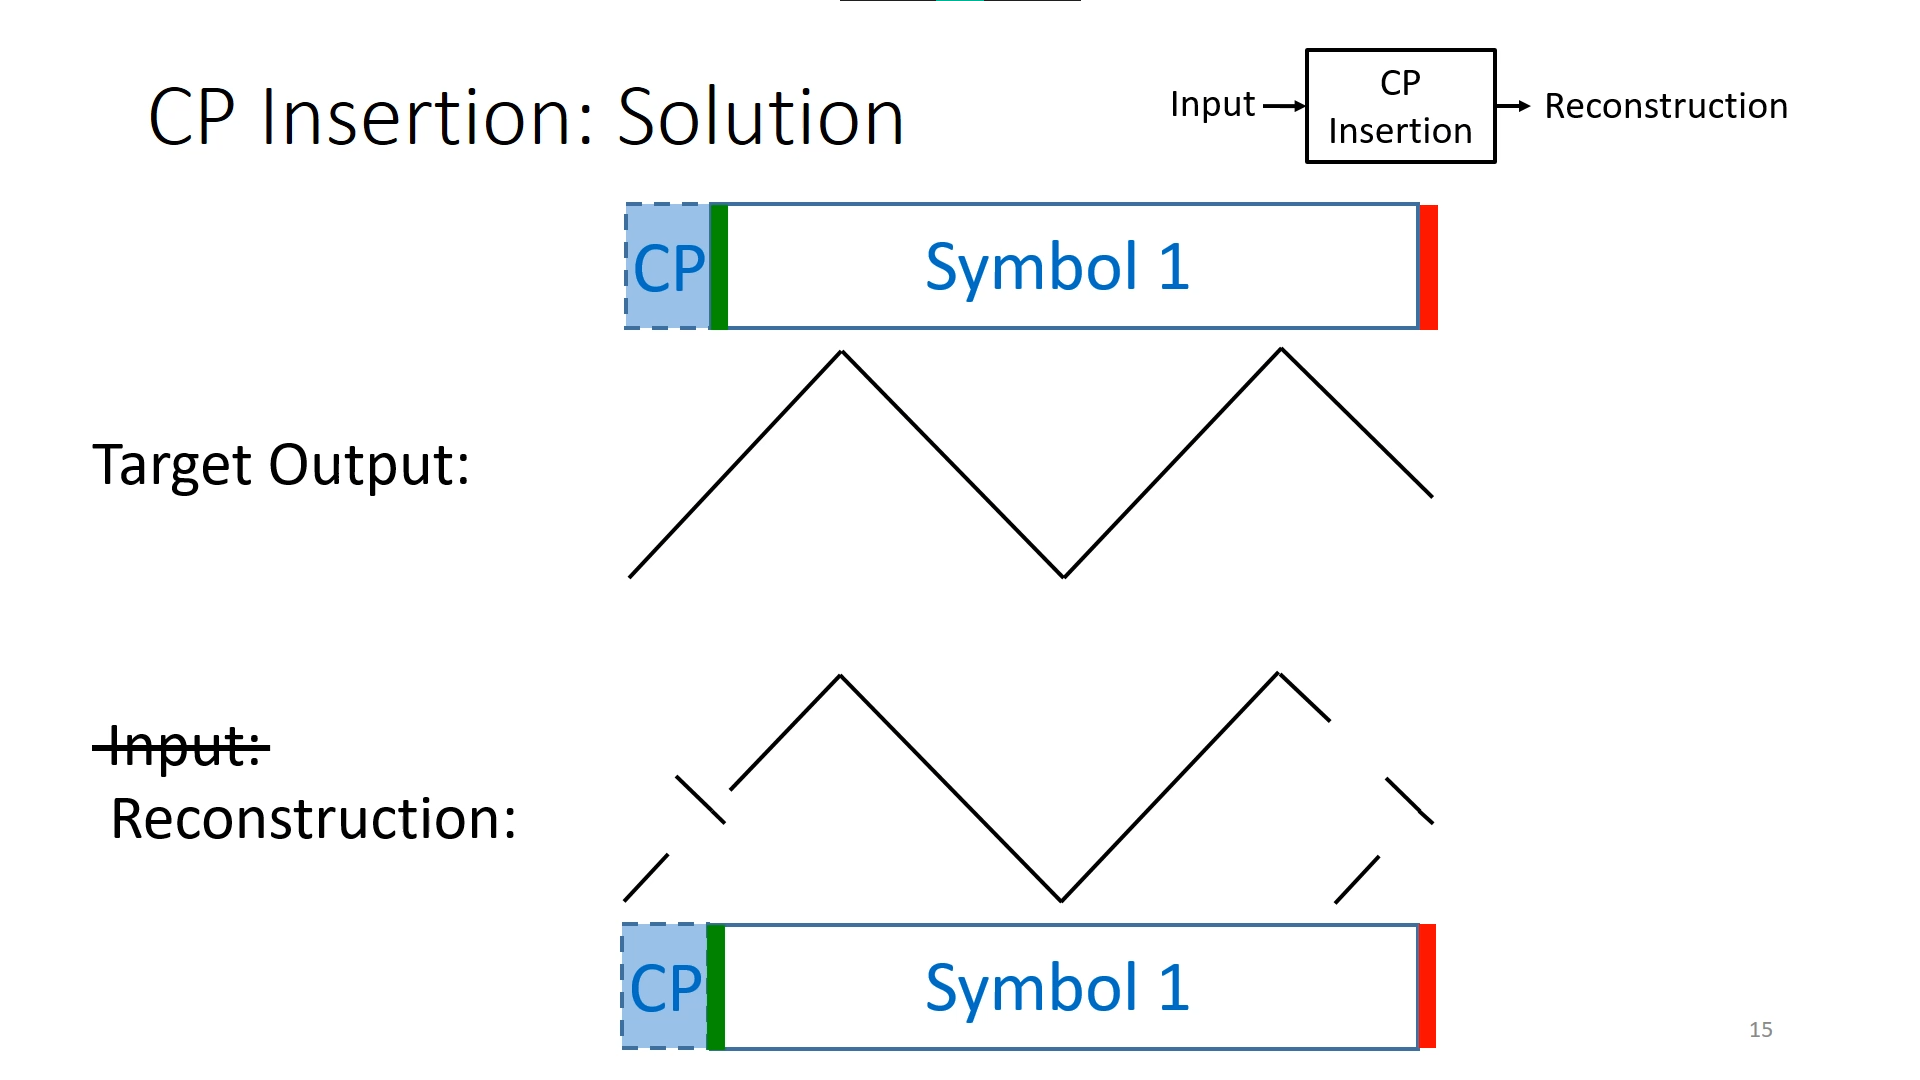 CP Insertion: Solution
Input
CP
Insertion
Reconstruction
CP
Symbol 1
Target Output:
Input:
Reconstruction:
CP
Symbol 1
15